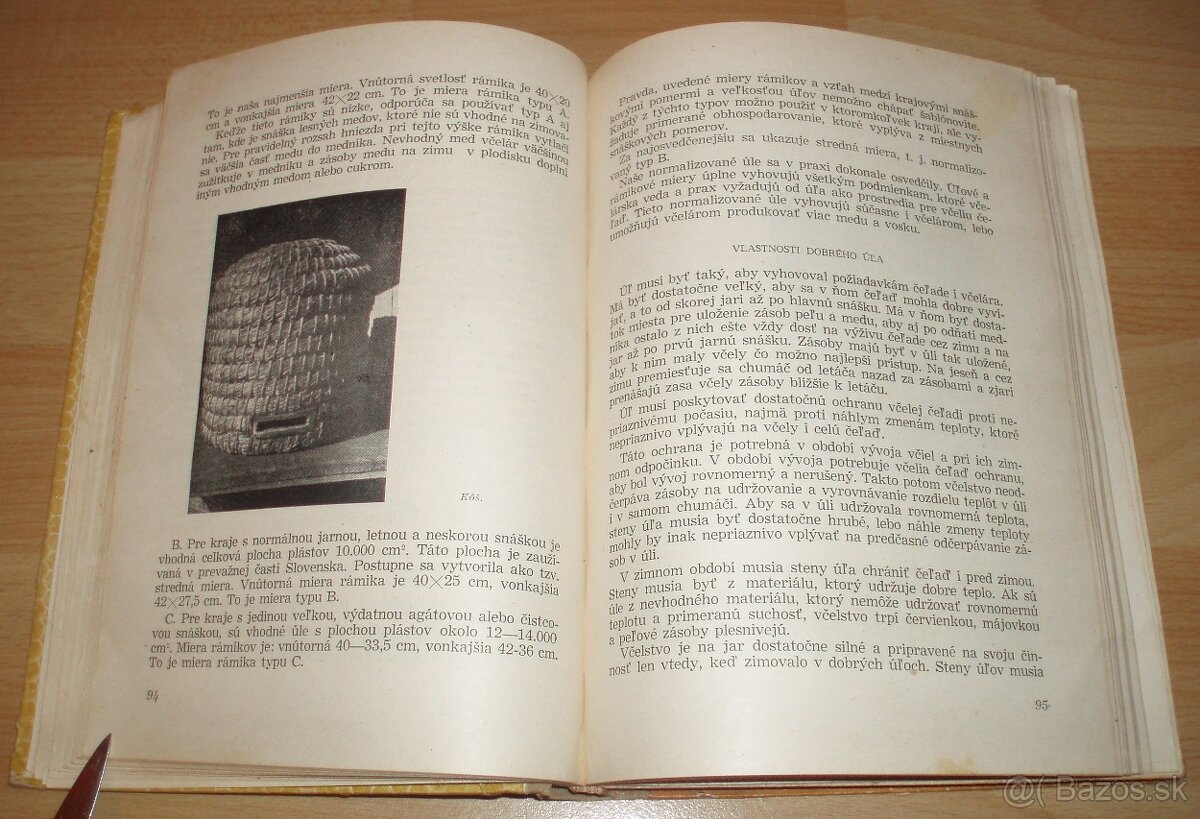 To je naša najmenšia miera. Vnútorná svetlosť rámika je 40×20
cm a vonkajšia miera 42×22 cm. To je miera rámika typu A.
Keďže tieto rámiky sú nízke, odporúča sa používať typ A aj
tam, kde je snáška lesných medov, ktoré nie sú vhodné na zimova-
nie. Pre pravidelný rozsah hniezda pri tejto výške rámika vytlačí
sa väčšia časť medu do medníka. Nevhodný med včelár väčšinou
zužitkuje v medníku a zásoby medu na zimu v plodisku doplní
iným vhodným medom alebo cukrom.
Kôš.
B. Pre kraje s normálnou jarnou, letnou a neskorou snáškou je
vhodná celková plocha plástov 10.000 cm². Táto plocha je zauží-
vaná v prevažnej časti Slovenska. Postupne sa vytvorila ako tzv.
stredná miera. Vnútorná miera rámika je 40×25 cm, vonkajšia
42×27,5 cm. To je miera typu B.
C. Pre kraje s jedinou veľkou, výdatnou agátovou alebo čistco-
vou snáškou, sú vhodné úle s plochou plástov okolo 12—14.000
cm². Miera rámikov je: vnútorná 40—33,5 cm, vonkajšia 42-36 cm.
To je miera rámika typu C.
94
Pravda, uvedené miery rámikov a vzťah medzi krajovými snáš-
kovými pomermi a veľkosťou úľov nemožno chápať šablónovite.
Každý z týchto typov možno použiť v ktoromkoľvek kraji, ale vy-
žaduje primerané obhospodarovanie, ktoré vyplýva z miestnych
snáškových pomerov.
Za najosvedčenejšiu sa ukazuje stredná miera, t. j. normalizo-
vaný typ B.
Naše normalizované úle sa v praxi dokonale osvedčily. Úľové a
rámikové miery úplne vyhovujú všetkým podmienkam, ktoré vče-
lárska veda a prax vyžadujú od úľa ako prostredia pre včeliu če-
ľaď. Tieto normalizované úle vyhovujú súčasne i včelárom, lebo
umožňujú včelárom produkovať viac medu a vosku.
VLASTNOSTI DOBRÉHO ÚĽA
Úľ musí byť taký, aby vyhovoval požiadavkám čeľade i včelára.
Má byť dostatočne veľký, aby sa v ňom čeľaď mohla dobre vyví-
jať, a to od skorej jari až po hlavnú snášku. Má v ňom byť dosta-
tok miesta pre uloženie zásob peľu a medu, aby aj po odňatí med-
níka ostalo z nich ešte vždy dosť na výživu čeľade cez zimu a na
jar až po prvú jarnú snášku. Zásoby majú byť v úli tak uložené,
aby k nim maly včely čo možno najlepší prístup. Na jeseň a cez
zimu premiesťuje sa chumáč od letáča nazad za zásobami a zjari
prenášajú zasa včely zásoby bližšie k letáču.
Úľ musí poskytovať dostatočnú ochranu včelej čeľadi proti ne-
priaznivému počasiu, najmä proti náhlym zmenám teploty, ktoré
nepriaznivo vplývajú na včely i celú čeľaď.
Táto ochrana je potrebná v období vývoja včiel a pri ich zim-
nom odpočinku. V období vývoja potrebuje včelia čeľaď ochranu,
aby bol vývoj rovnomerný a nerušený. Takto potom včelstvo neod-
čerpáva zásoby na udržovanie a vyrovnávanie rozdielu teplôt v úli
i v samom chumáči. Aby sa v úli udržovala rovnomerná teplota,
steny úľa musia byť dostatočne hrubé, lebo náhle zmeny teploty
mohly by inak nepriaznivo vplývať na predčasné odčerpávanie zá-
sob v úli.
V zimnom období musia steny úľa chrániť čeľaď i pred zimou.
Steny musia byť z materiálu, ktorý udržuje dobre teplo. Ak sú
úle z nevhodného materiálu, ktorý nemôže udržovať rovnomernú
teplotu a primeranú suchosť, včelstvo trpí červienkou, májovkou
a peľové zásoby plesnivejú.
Včelstvo je na jar dostatočne silné a pripravené na svoju čin-
nosť len vtedy, keď zimovalo v dobrých úľoch. Steny úľov musia
95
@( Bazos.sk